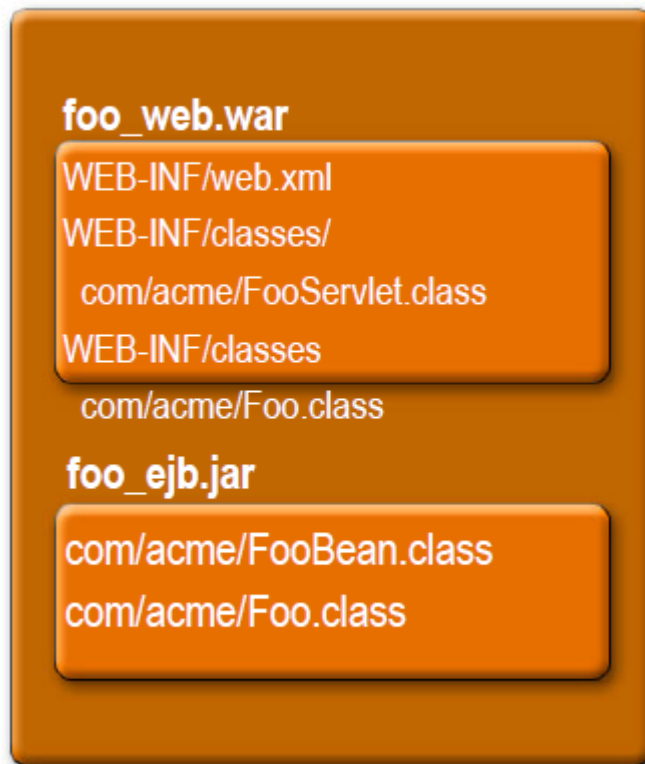 foo_web.war
WEB-INF/web.xml
WEB-INF/classes/
com/acme/FooServlet.class
WEB-INF/classes
com/acme/Foo.class
foo_ejb.jar
com/acme/FooBean.class
com/acme/Foo.class